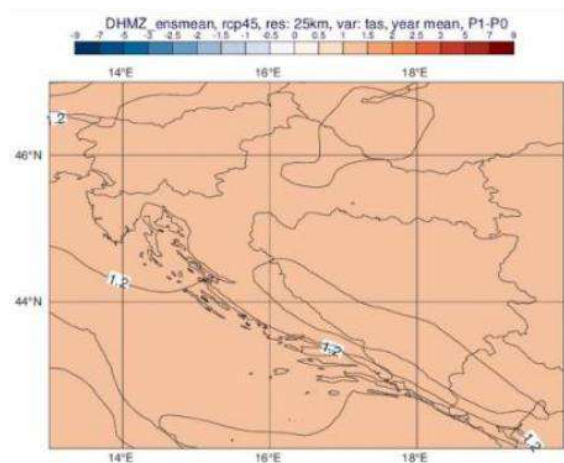 DHMZ_ensmean, rcp45, res: 25km, var: tas, year mean, P1-P0
-9 -7 -5 -3 -2.5 -2 -1.5 -1 -0.5 0 0.5 1 1.5 2 2.5 3 5 7 9
14°E 16°E 18°E
1.2
46°N
1.2
44°N
1.2
1.2
14°E 16°E 18°E